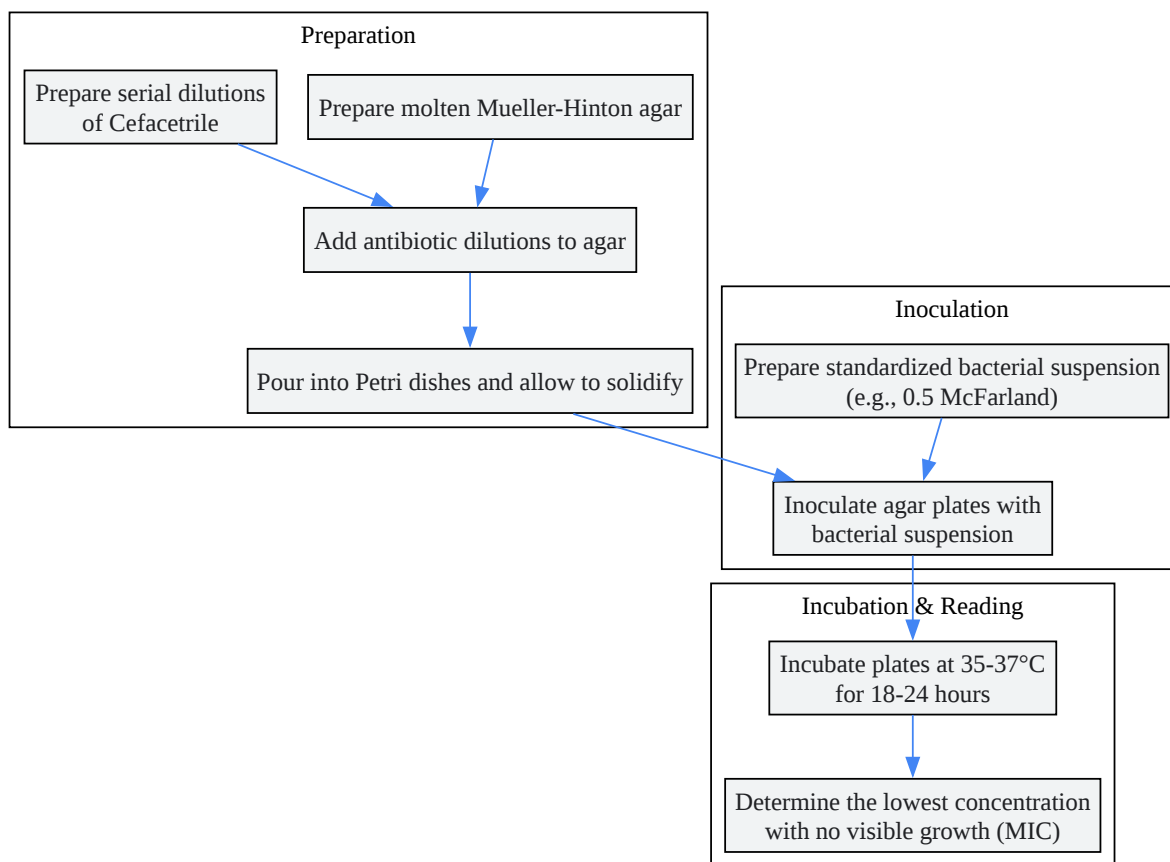 Preparation
Prepare serial dilutions
of Cefacetrile
Prepare molten Mueller-Hinton agar
Add antibiotic dilutions to agar
Pour into Petri dishes and allow to solidify
Inoculation
Prepare standardized bacterial suspension
(e.g., 0.5 McFarland)
Inoculate agar plates with
bacterial suspension
Incubation & Reading
Incubate plates at 35-37°C
for 18-24 hours
Determine the lowest concentration
with no visible growth (MIC)